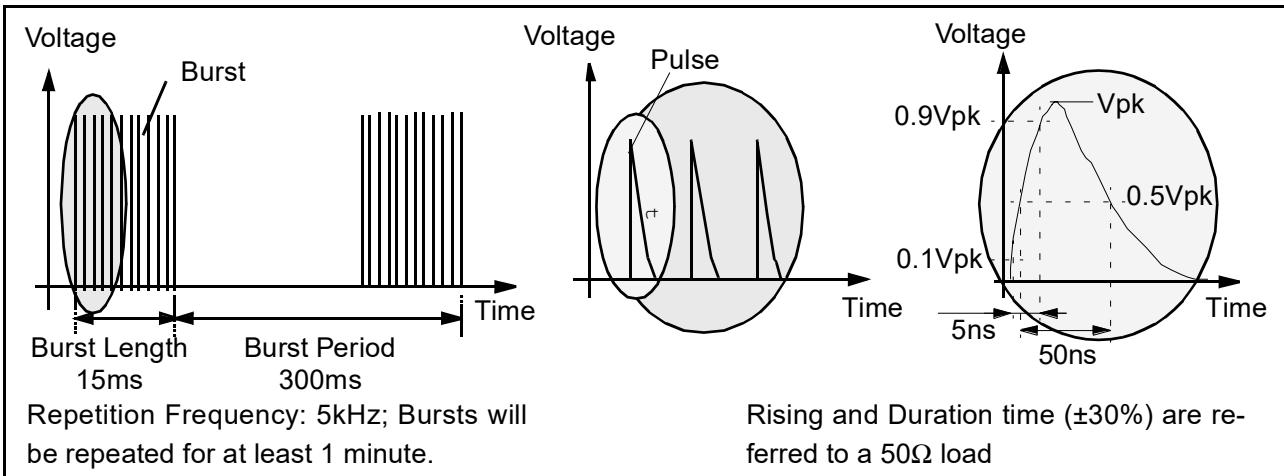 Voltage
Burst
Time
Burst Length
15ms
Burst Period
300ms
Repetition Frequency: 5kHz; Bursts will
be repeated for at least 1 minute.
Voltage
Pulse
Time
Voltage
Vpk
0.9Vpk
0.5Vpk
0.1Vpk
Time
5ns
50ns
Rising and Duration time (±30%) are re-
ferred to a 50Ω load